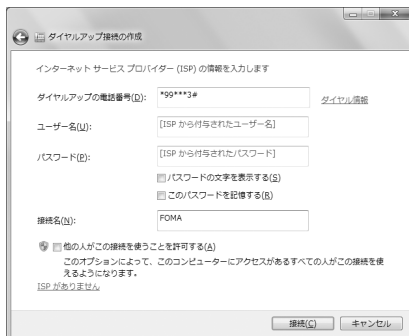 ダイヤルアップ接続の作成
インターネット サービス プロバイダー (ISP) の情報を入力します
ダイヤルアップの電話番号(D): *99***3# ダイヤル情報
ユーザー名(U): [ISP から付与されたユーザー名]
パスワード(P): [ISP から付与されたパスワード]
パスワードの文字を表示する(S)
このパスワードを記憶する(R)
接続名(N): FOMA
他の人がこの接続を使うことを許可する(A)
このオプションによって、このコンピューターにアクセスがあるすべての人がこの接続を使
えるようになります。
ISP がありません
接続(C) キャンセル